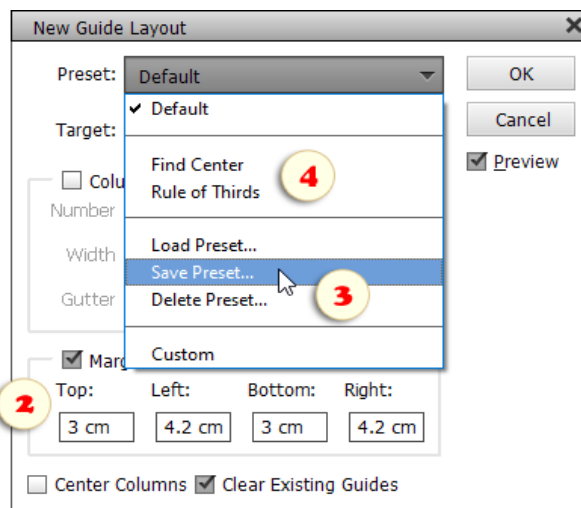 New Guide Layout
Preset: Default OK
Default
Target: Cancel
Find Center Preview
4
Rule of Thirds
Colu
Number
Load Preset...
Width
Save Preset...
3
Gutter Delete Preset...
Custom
Marg
2
Top: Left: Bottom: Right:
3 cm 4.2 cm 3 cm 4.2 cm
Center Columns Clear Existing Guides